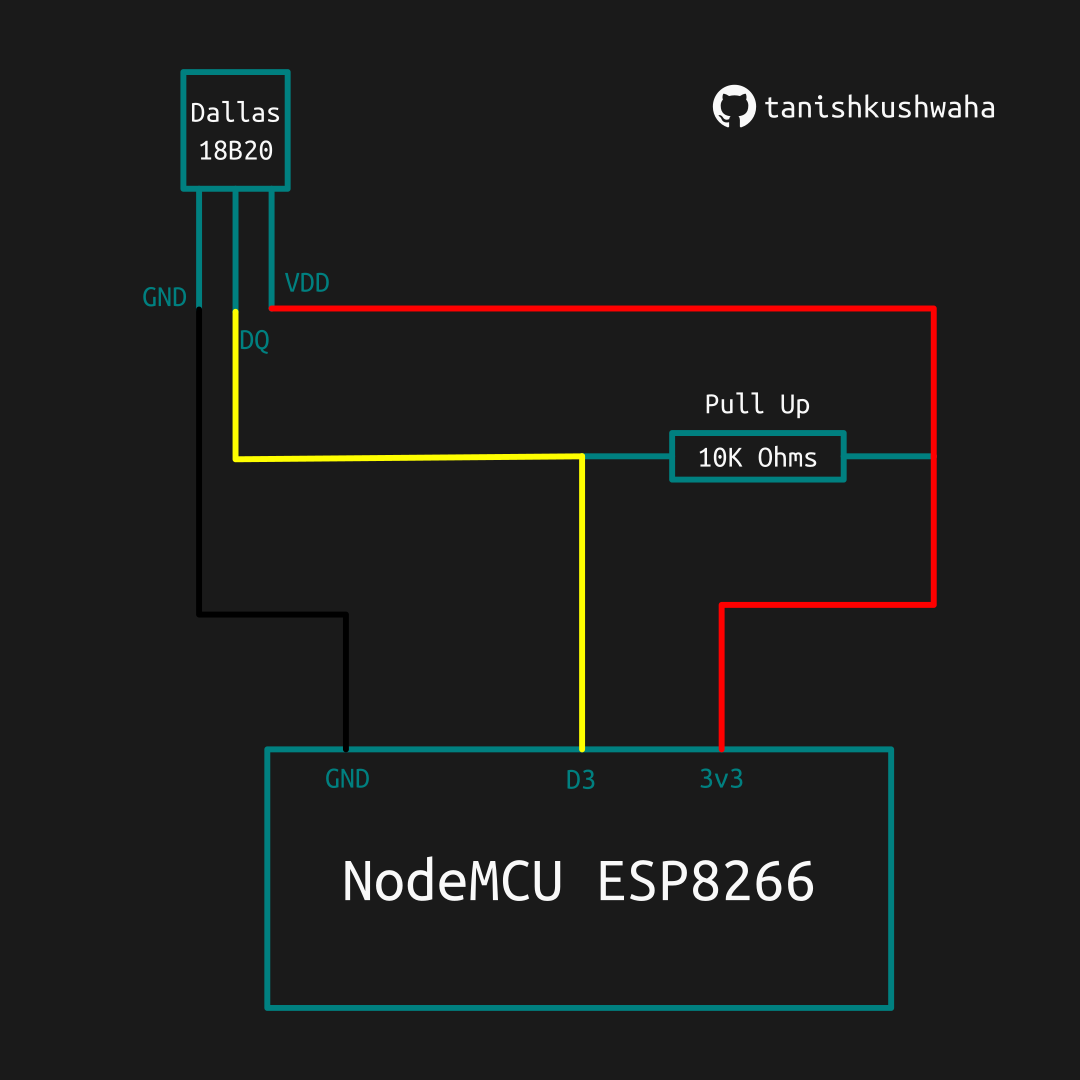 Dallas
18B20
tanishkushwaha
GND
VDD
DQ
Pull Up
10K Ohms
GND
D3
3v3
NodeMCU ESP8266